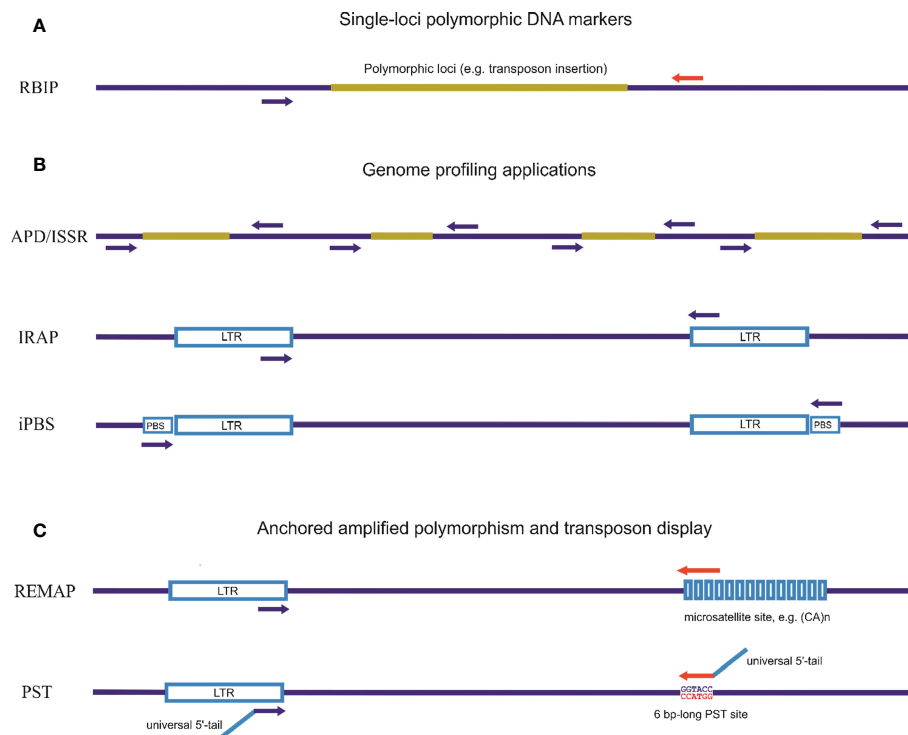 A
Single-loci polymorphic DNA markers
RBIP
Polymorphic loci (e.g. transposon insertion)
B
Genome profiling applications
APD/ISSR
IRAP
LTR
LTR
iPBS
PBS
LTR
LTR
PBS
C
Anchored amplified polymorphism and transposon display
REMAP
LTR
microsatellite site, e.g. (CA)n
universal 5'-tail
PST
LTR
GGTACC
CCATGG
universal 5'-tail
6 bp-long PST site